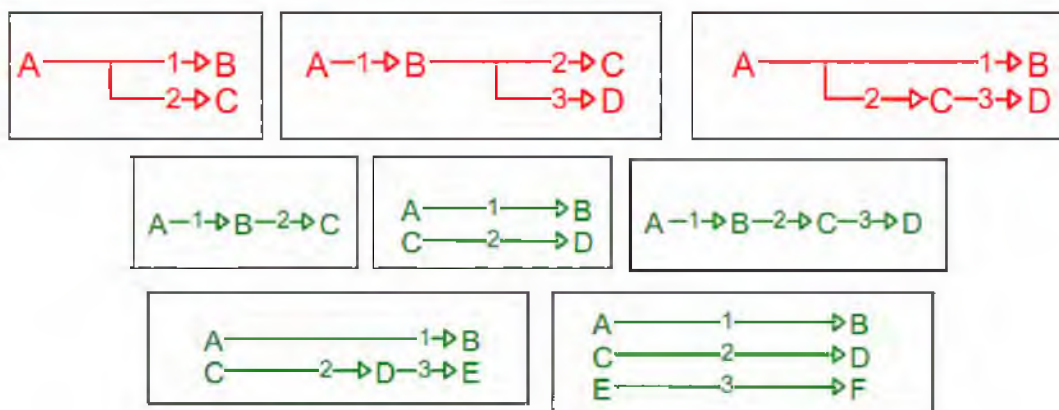 A 1 B
2 C
A 1 B 2 C
3 D
A 1 B
2 C 3 D
A 1 B 2 C
A 1 B
C 2 D
A 1 B 2 C 3 D
A 1 B
C 2 D 3 E
A 1 B
C 2 D
E 3 F